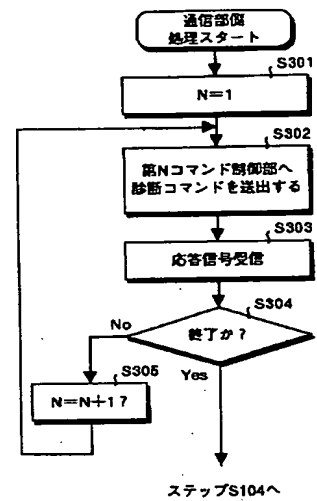 通信部側
処理スタート
S301
N=1
S302
第Nコマンド制御部へ
診断コマンドを送出する
S303
応答信号受信
S304
終了か?
No
Yes
S305
N=N+1?
ステップS104へ